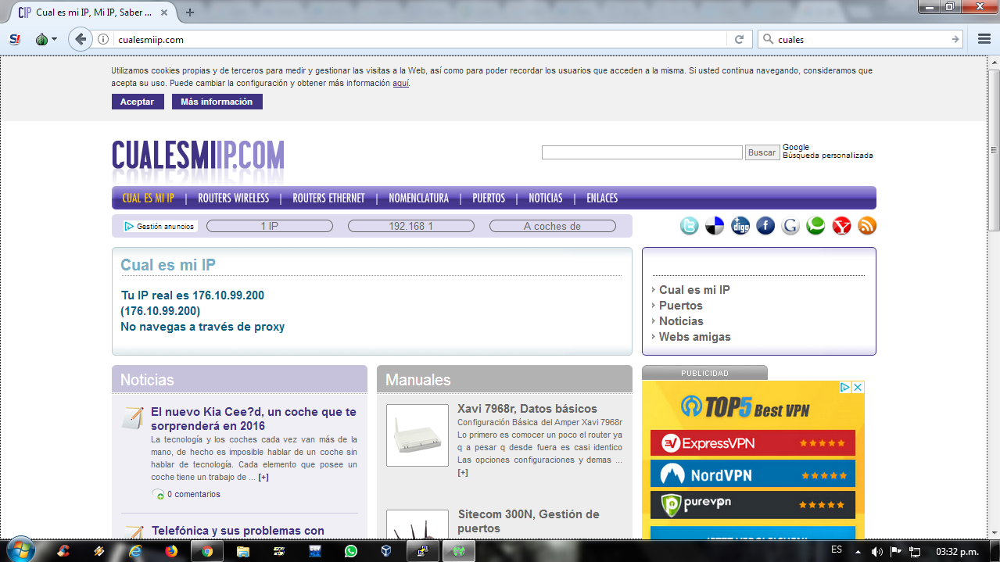 Cual es mi IP, Mi IP, Saber ...
cualesmiip.com
cuales
Utilizamos cookies propias y de terceros para medir y gestionar las visitas a la Web, así como para poder recordar los usuarios que acceden a la misma. Si usted continua navegando, consideramos que
acepta su uso. Puede cambiar la configuración y obtener más información aquí.
Aceptar
Más información
CUALESMIIP.COM
Buscar
Google
Búsqueda personalizada
CUAL ES MI IP | ROUTERS WIRELESS | ROUTERS ETHERNET | NOMENCLATURA | PUERTOS | NOTICIAS | ENLACES
Gestión anuncios
1 IP
192.168 1
A coches de
Cual es mi IP
Tu IP real es 176.10.99.200
(176.10.99.200)
No navegas a través de proxy
Cual es mi IP
Puertos
Noticias
Webs amigas
Noticias
El nuevo Kia Cee?d, un coche que te
sorprenderá en 2016
La tecnología y los coches cada vez van más de la
mano, de hecho es imposible hablar de un coche sin
hablar de tecnología. Cada elemento que posee un
coche tiene un trabajo de ... [+]
0 comentarios
Telefónica y sus problemas con
Manuales
Xavi 7968r, Datos básicos
Configuración Básica del Amper Xavi 7968r
Lo primero es comocer un poco el router ya
q a pesar q desde fuera es casi identico
Las opciones configuraciones y demas ...
[+]
Sitecom 300N, Gestión de
puertos
PUBLICIDAD
TOP5 Best VPN
ExpressVPN
NordVPN
purevpn
JETZT VERGLEICHEN!
ES
03:32 p.m.